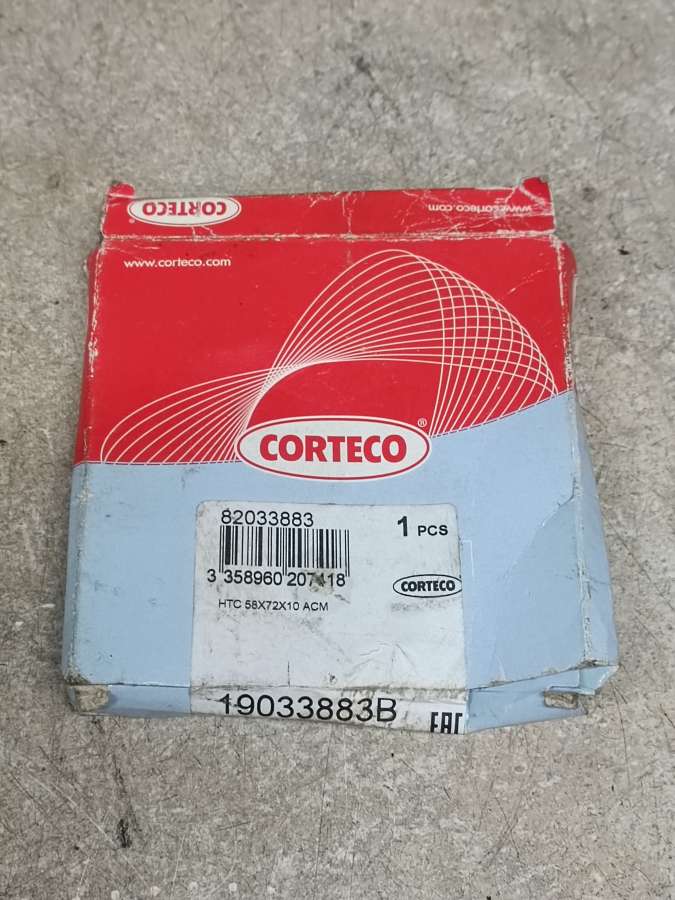 CORTECO
®
www.corteco.com
www.corteco.com
CORTECO
®
82033883
1 PCS
3 358960 207418
CORTECO
HTC 58X72X10 ACM
19033883B
EAC